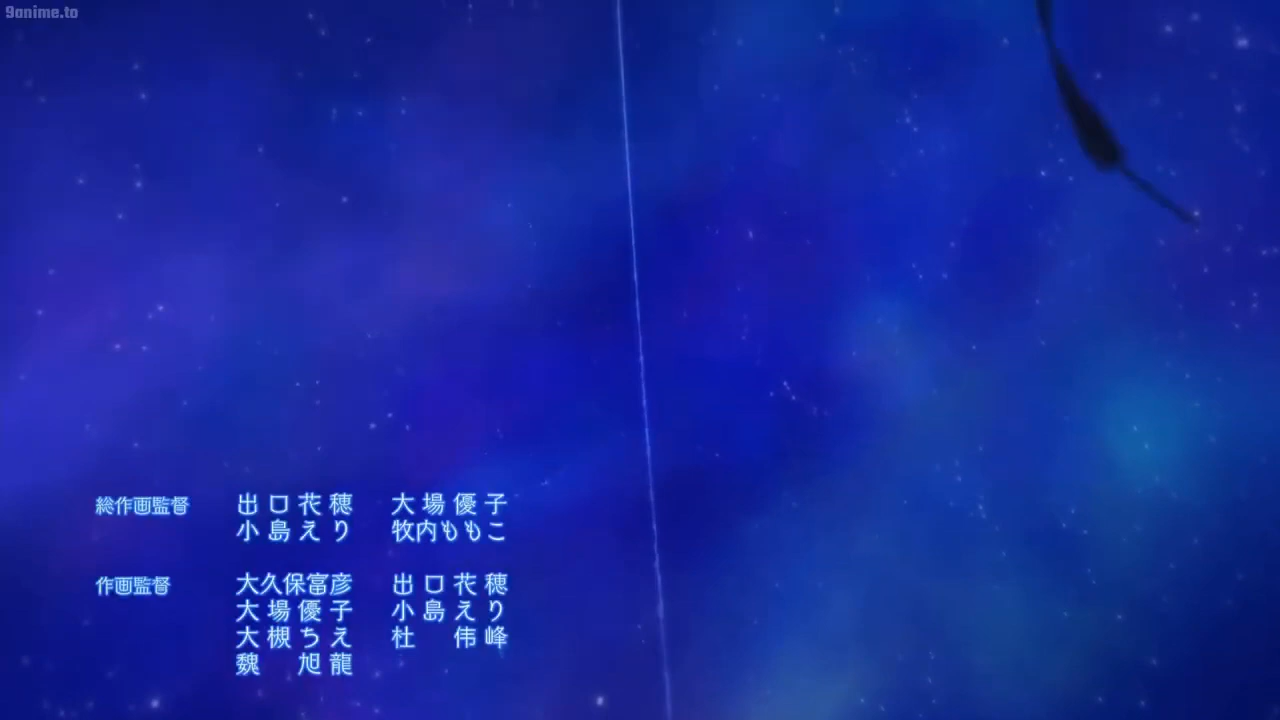 9anime.to
総作画監督 出口花穂 大場優子
小島えり 牧内ももこ
作画監督 大久保富彦 出口花穂
大場優子 小島えり
大槻ちえ 杜 伟峰
魏 旭龍